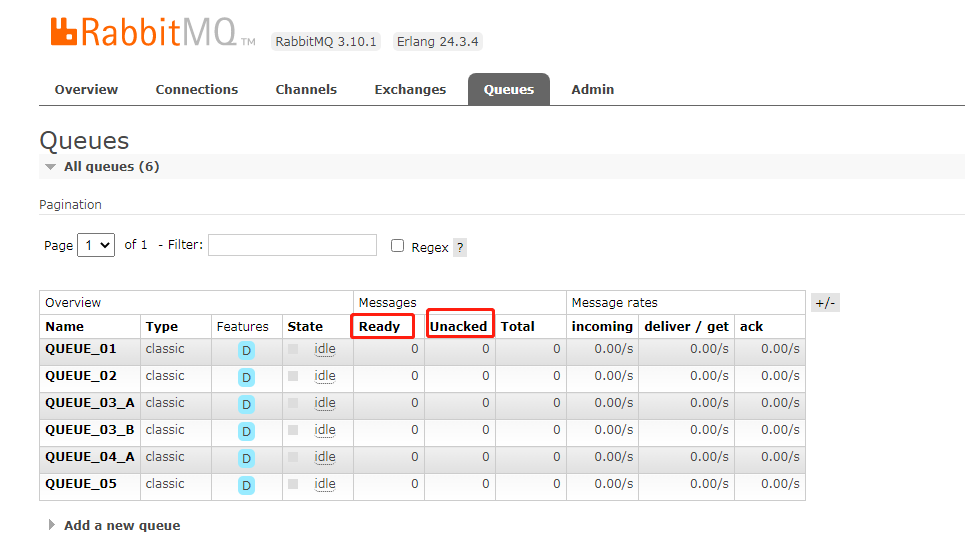 RabbitMQ TM RabbitMQ 3.10.1 Erlang 24.3.4
Overview Connections Channels Exchanges Queues Admin
Queues
All queues (6)
Pagination
Page 1 of 1 - Filter: Regex ?
Overview Messages Message rates +/-
Name Type Features State Ready Unacked Total incoming deliver / get ack
QUEUE_01 classic D idle 0 0 0 0.00/s 0.00/s 0.00/s
QUEUE_02 classic D idle 0 0 0 0.00/s 0.00/s 0.00/s
QUEUE_03_A classic D idle 0 0 0 0.00/s 0.00/s 0.00/s
QUEUE_03_B classic D idle 0 0 0 0.00/s 0.00/s 0.00/s
QUEUE_04_A classic D idle 0 0 0 0.00/s 0.00/s 0.00/s
QUEUE_05 classic D idle 0 0 0 0.00/s 0.00/s 0.00/s
Add a new queue